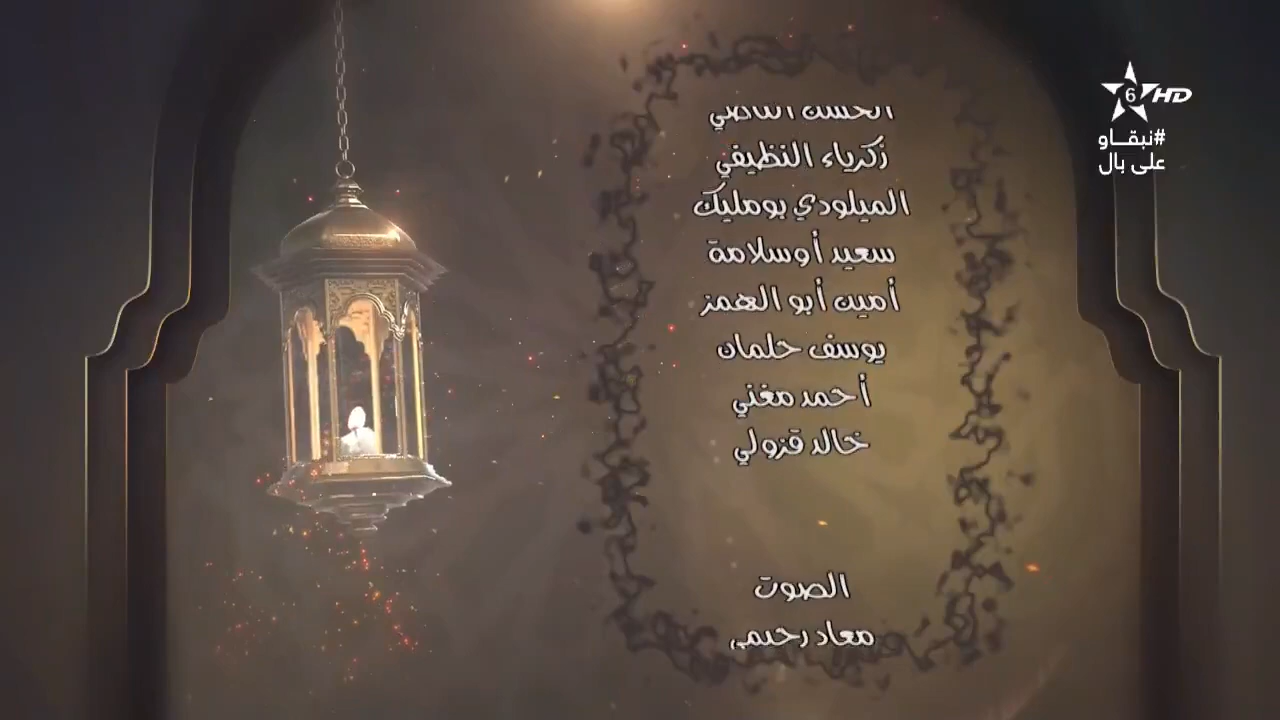 زكرياء النظيفي
الميلودي بومليك
سعيد أوسلامة
أمين أبو الهمز
يوسف حلمان
أحمد مغني
خالد قزولي
الصوت
معاد رحيمي
6 HD
#نبقاو
على بال